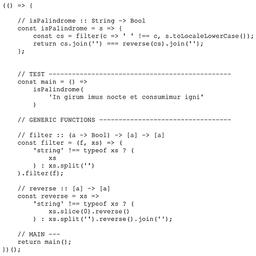 (() => {
// isPalindrome :: String -> Bool
const isPalindrome = s => {
const cs = filter(c => ' ' !== c, s.toLocaleLowerCase());
return cs.join('') === reverse(cs).join('');
};
// TEST -----------------------------------------------
const main = () =>
isPalindrome(
'In girum imus nocte et consumimur igni'
)
// GENERIC FUNCTIONS ----------------------------------
// filter :: (a -> Bool) -> [a] -> [a]
const filter = (f, xs) => (
'string' !== typeof xs ? (
xs
) : xs.split('')
).filter(f);
// reverse :: [a] -> [a]
const reverse = xs =>
'string' !== typeof xs ? (
xs.slice(0).reverse()
) : xs.split('').reverse().join('');
// MAIN ---
return main();
})();